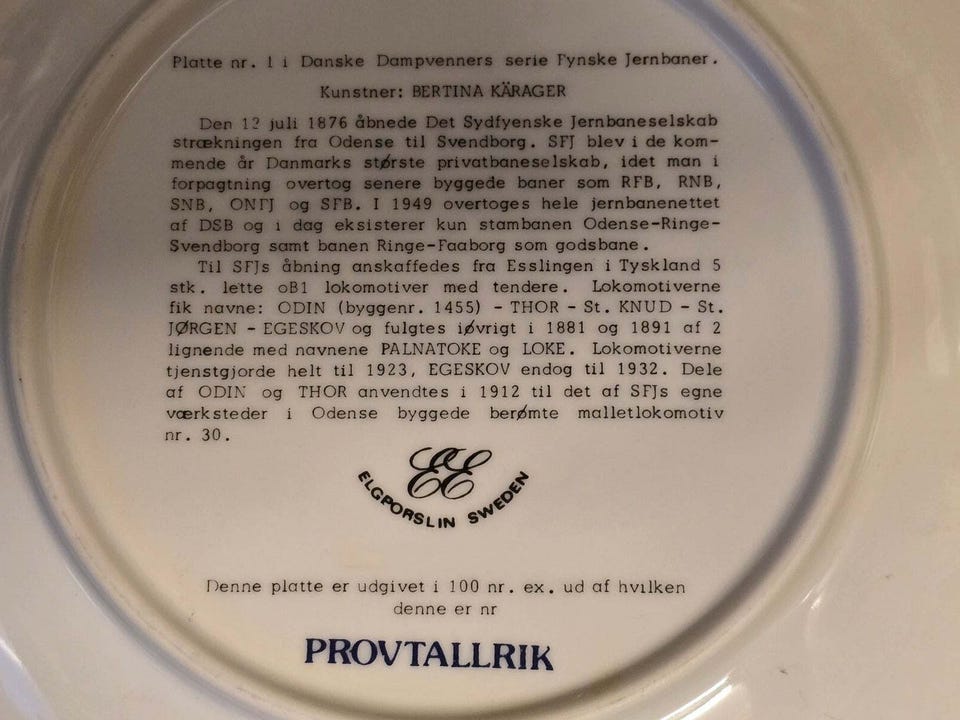 Platte nr. 1 i Danske Dampvenners serie Fynske Jernbaner.
Kunstner: BERTINA KÄRAGER
Den 12 juli 1876 åbnede Det Sydfyenske Jernbaneselskab
strækningen fra Odense til Svendborg. SFJ blev i de kom-
mende år Danmarks største privatbaneselskab, idet man i
forpagtning overtog senere byggede baner som RFB, RNB,
SNB, ONFJ og SFB. I 1949 overtoges hele jernbanenettet
af DSB og i dag eksisterer kun stambanen Odense-Ringe-
Svendborg samt banen Ringe-Faaborg som godsbane.
Til SFJs åbning anskaffedes fra Esslingen i Tyskland 5
stk. lette oB1 lokomotiver med tendere. Lokomotiverne
fik navne: ODIN (byggenr. 1455) - THOR - St. KNUD - St.
JØRGEN - EGESKOV og fulgtes iøvrigt i 1881 og 1891 af 2
lignende med navnene PALNATOKE og LOKE. Lokomotiverne
tjenstgjorde helt til 1923, EGESKOV endog til 1932. Dele
af ODIN og THOR anvendtes i 1912 til det af SFJs egne
værksteder i Odense byggede berømte malletlokomotiv
nr. 30.
EE
ELGPORSLIN SWEDEN
Denne platte er udgivet i 100 nr. ex. ud af hvilken
denne er nr
PROVTALLRIK